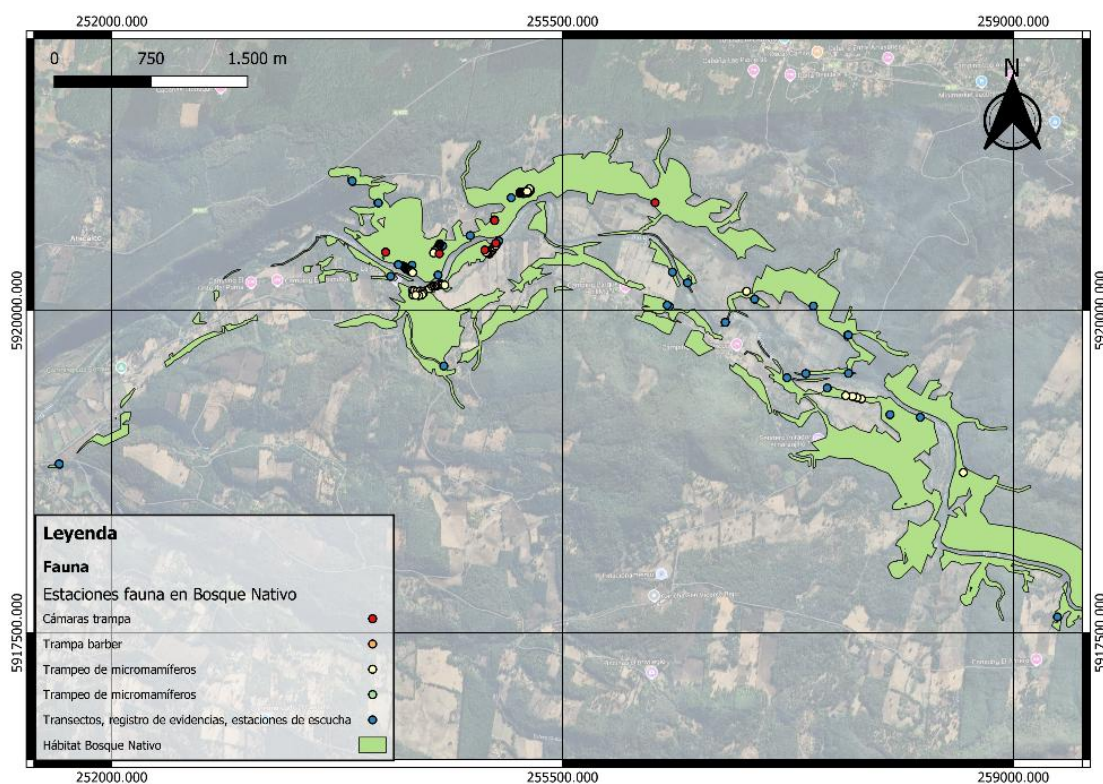 252000.000 255500.000 259000.000
0 750 1.500 m
N
5920000.000 5920000.000
5917500.000 5917500.000
Leyenda
Fauna
Estaciones fauna en Bosque Nativo
Cámaras trampa
Trampa barber
Trampeo de micromamíferos
Trampeo de micromamíferos
Transectos, registro de evidencias, estaciones de escucha
Hábitat Bosque Nativo
252000.000 255500.000 259000.000